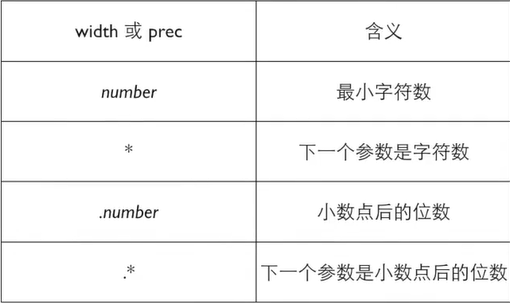 width 或 prec 含义
number 最小字符数
* 下一个参数是字符数
.number 小数点后的位数
.* 下一个参数是小数点后的位数